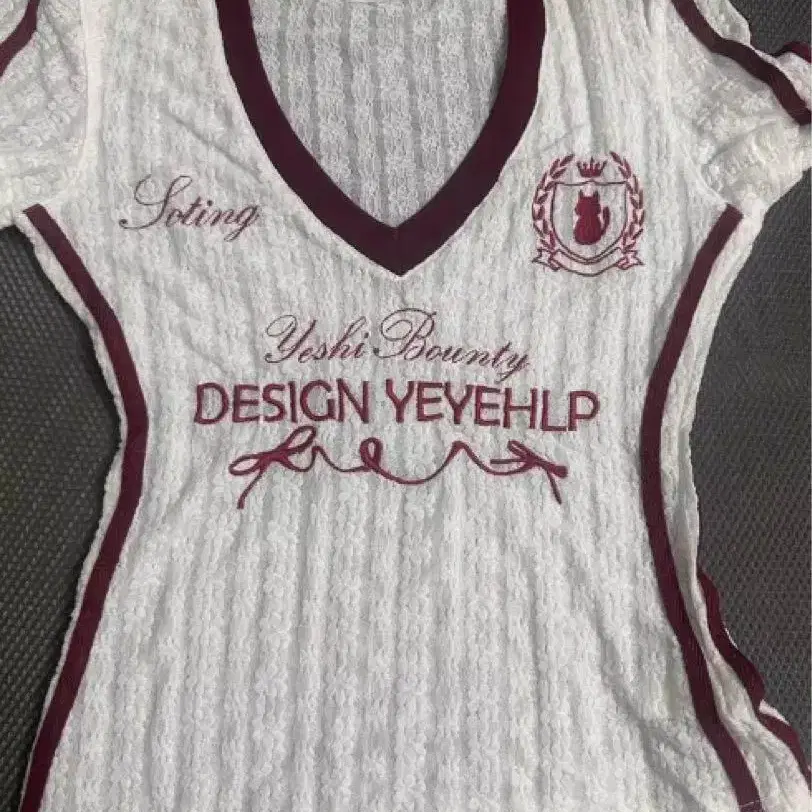 Soting
Yeshi Bounty
DESIGN YEYEHLP